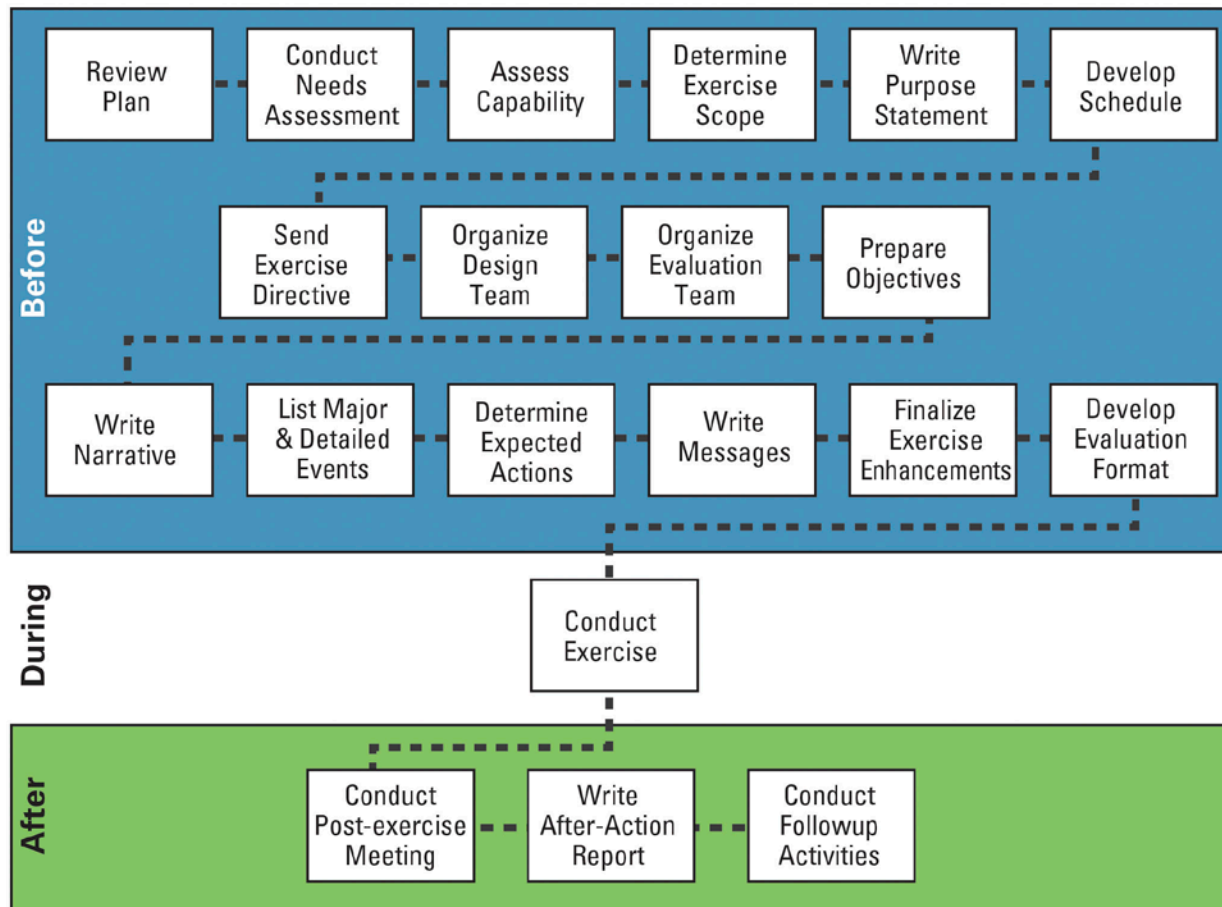 Before
Review
Plan
Conduct
Needs
Assessment
Assess
Capability
Determine
Exercise
Scope
Write
Purpose
Statement
Develop
Schedule
Send
Exercise
Directive
Organize
Design
Team
Organize
Evaluation
Team
Prepare
Objectives
Write
Narrative
List Major
& Detailed
Events
Determine
Expected
Actions
Write
Messages
Finalize
Exercise
Enhancements
Develop
Evaluation
Format
During
Conduct
Exercise
After
Conduct
Post-exercise
Meeting
Write
After-Action
Report
Conduct
Followup
Activities